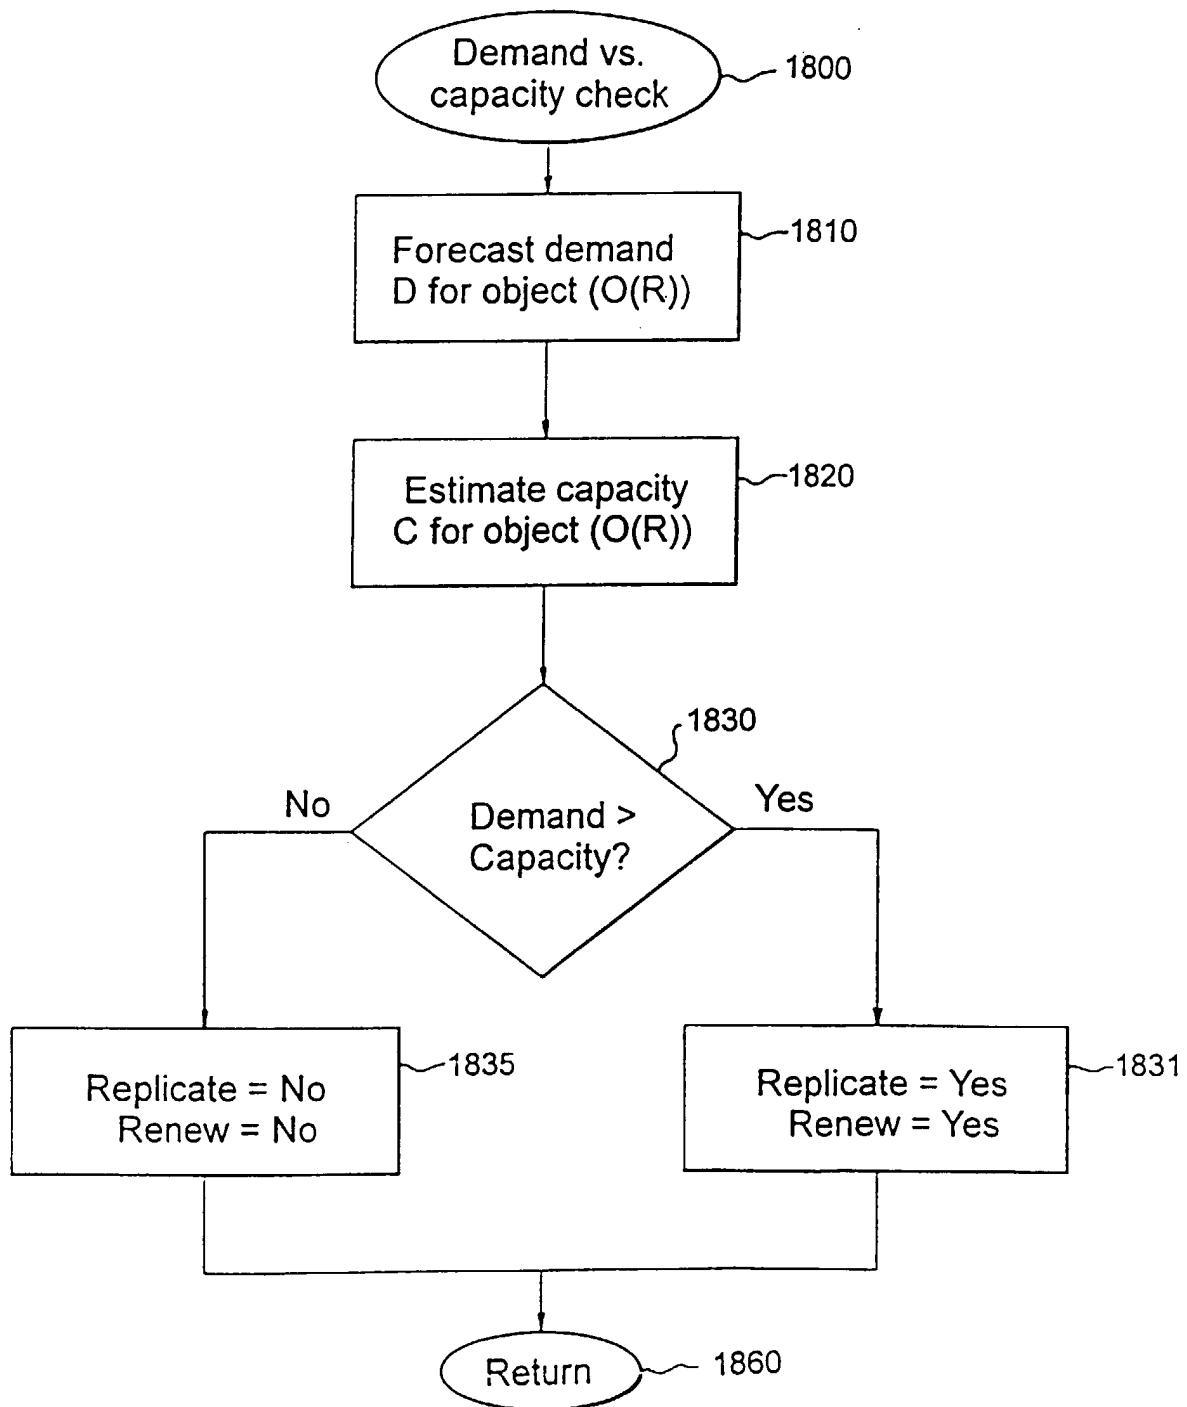 Demand vs.
capacity check
1800
Forecast demand
D for object (O(R))
1810
Estimate capacity
C for object (O(R))
1820
1830
No
Demand >
Capacity?
Yes
Replicate = No
Renew = No
1835
Replicate = Yes
Renew = Yes
1831
Return
1860